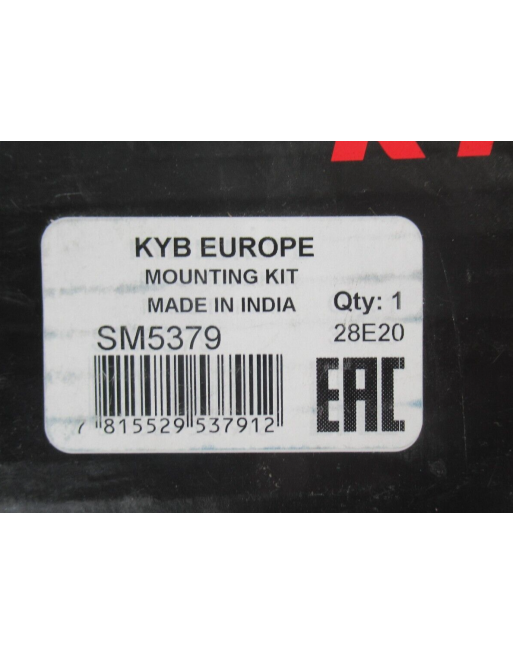 KYB EUROPE
MOUNTING KIT
MADE IN INDIA
Qty: 1
SM5379
28E20
7 815529 537912
EAC